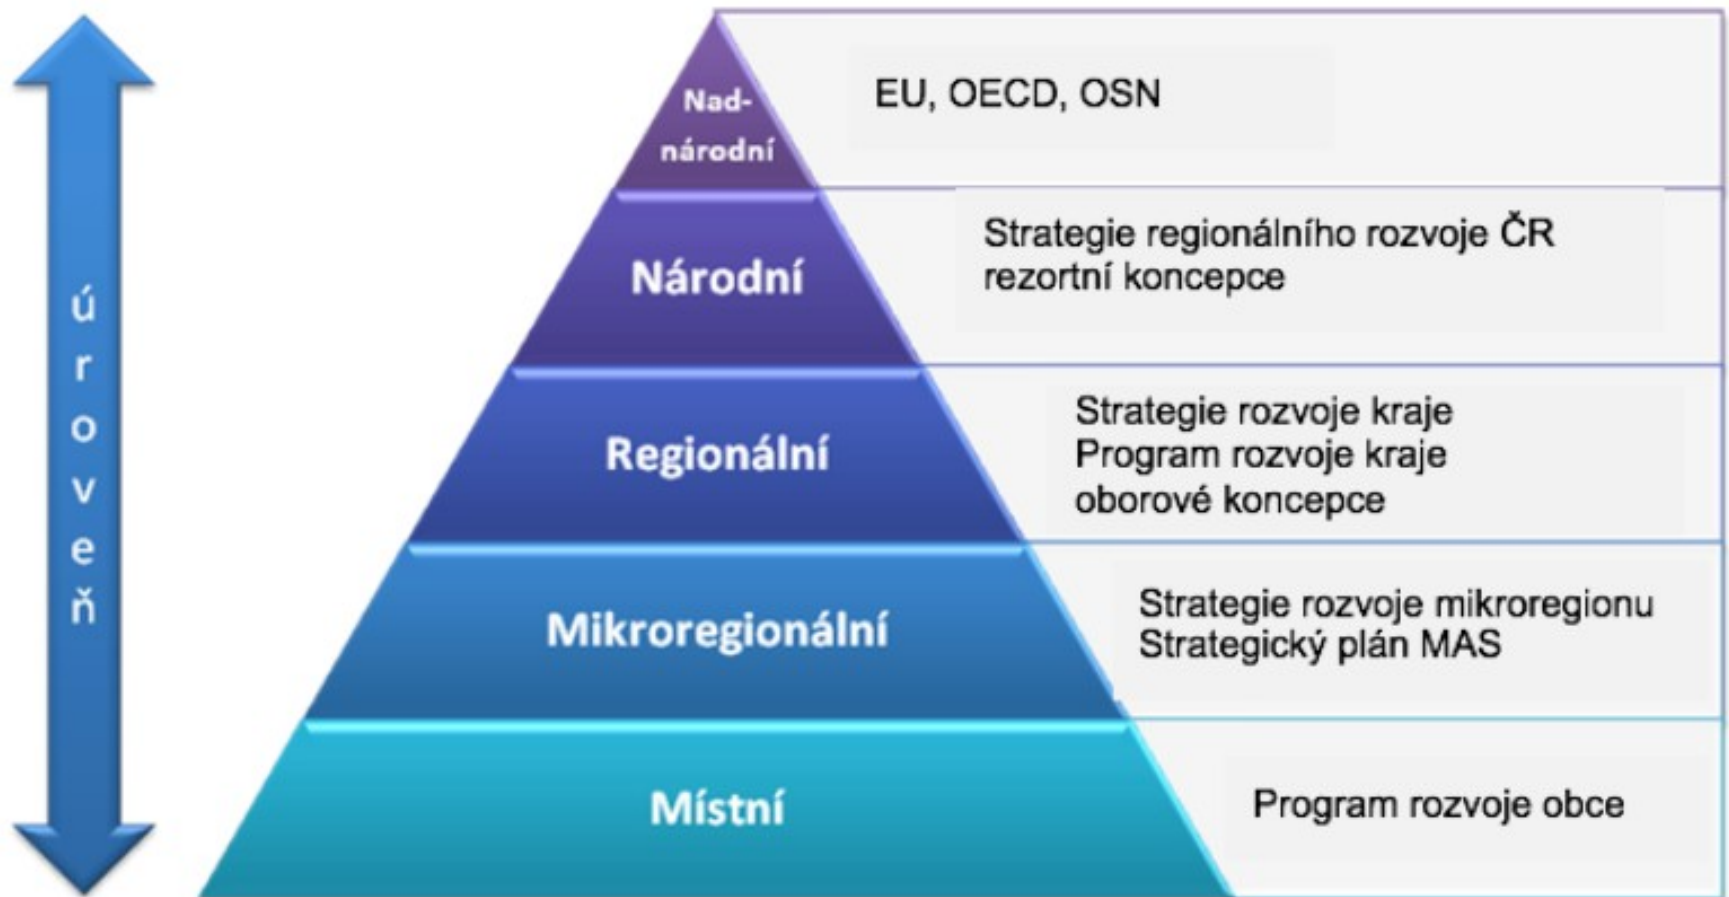 úroveň
Nad-
národní
EU, OECD, OSN
Národní
Strategie regionálního rozvoje ČR
rezortní koncepce
Regionální
Strategie rozvoje kraje
Program rozvoje kraje
oborové koncepce
Mikroregionální
Strategie rozvoje mikroregionu
Strategický plán MAS
Místní
Program rozvoje obce